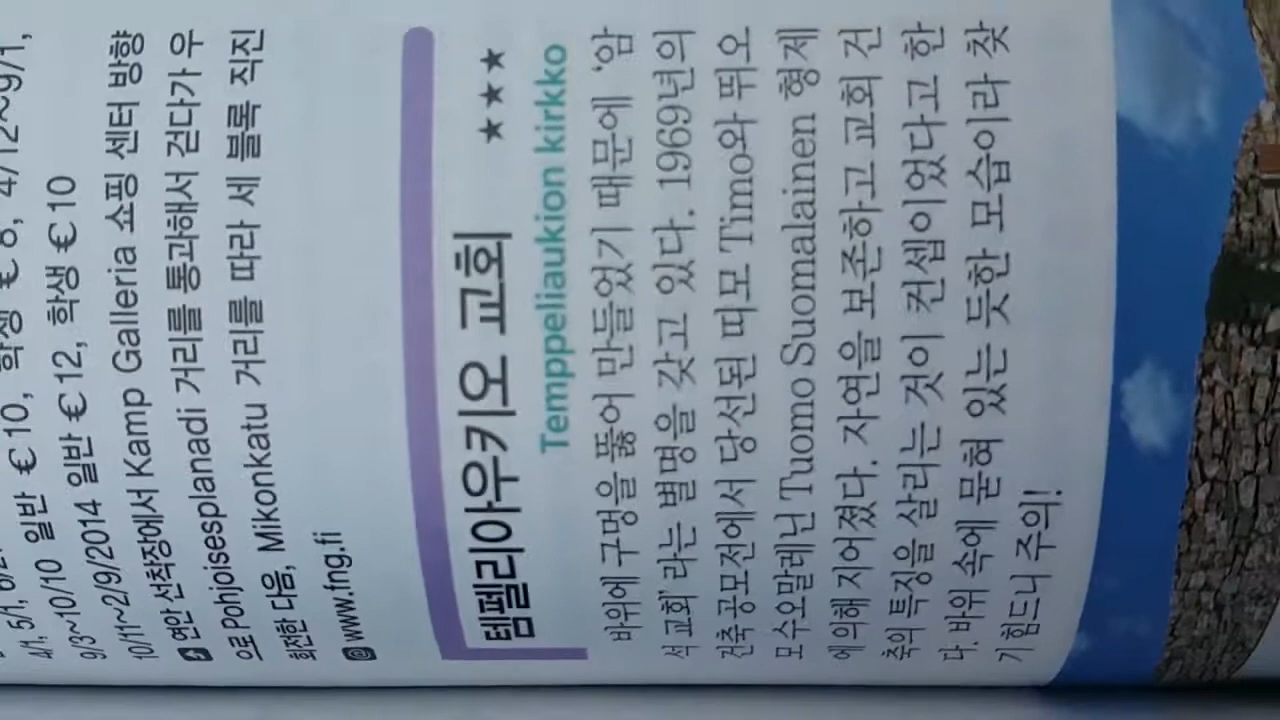 4/1, 5/1, 일반 € 10, 학생 € 8, 4/12~9/1,
9/3~10/10 일반 € 10, 학생 € 10
10/11~2/9/2014 일반 € 12, 학생 € 10
연안 선착장에서 Kamp Galleria 쇼핑 센터 방향
으로 Pohjoisesplanadi 거리를 통과해서 걷다가 우
회전한 다음, Mikonkatu 거리를 따라 세 블록 직진
@ www.fng.fi
템펠리아우키오 교회 ★★★
Temppeliaukion kirkko
바위에 구멍을 뚫어 만들었기 때문에 ‘암
석 교회’라는 별명을 갖고 있다. 1969년의
건축 공모전에서 당선된 띠모 Timo와 뛰오
모 수오말레닌 Tuomo Suomalainen 형제
에 의해 지어졌다. 자연을 보존하고 교회 건
축의 특징을 살리는 것이 컨셉이었다고 한
다. 바위 속에 묻혀 있는 듯한 모습이라 찾
기 힘드니 주의!